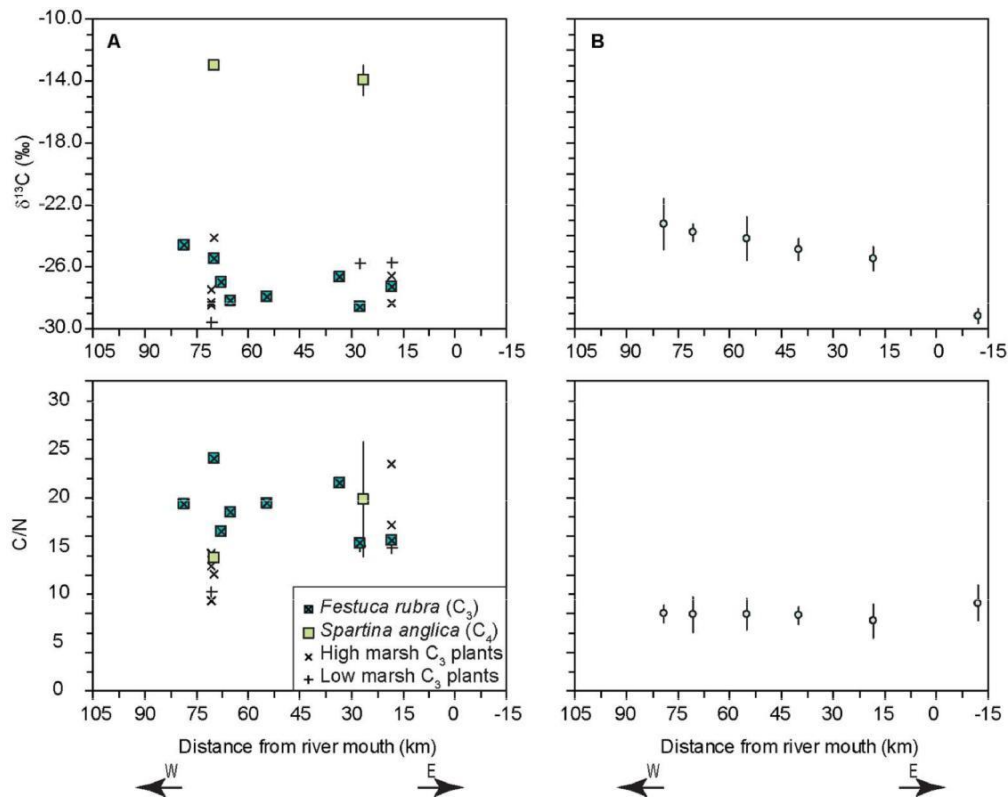 A
δ¹³C (‰)
-10.0
-14.0
-18.0
-22.0
-26.0
-30.0
105 90 75 60 45 30 15 0 -15
B
105 90 75 60 45 30 15 0 -15
C/N
30
25
20
15
10
5
0
Festuca rubra (C₃)
Spartina anglica (C₄)
High marsh C₃ plants
Low marsh C₃ plants
105 90 75 60 45 30 15 0 -15
Distance from river mouth (km)
W E
105 90 75 60 45 30 15 0 -15
Distance from river mouth (km)
W E